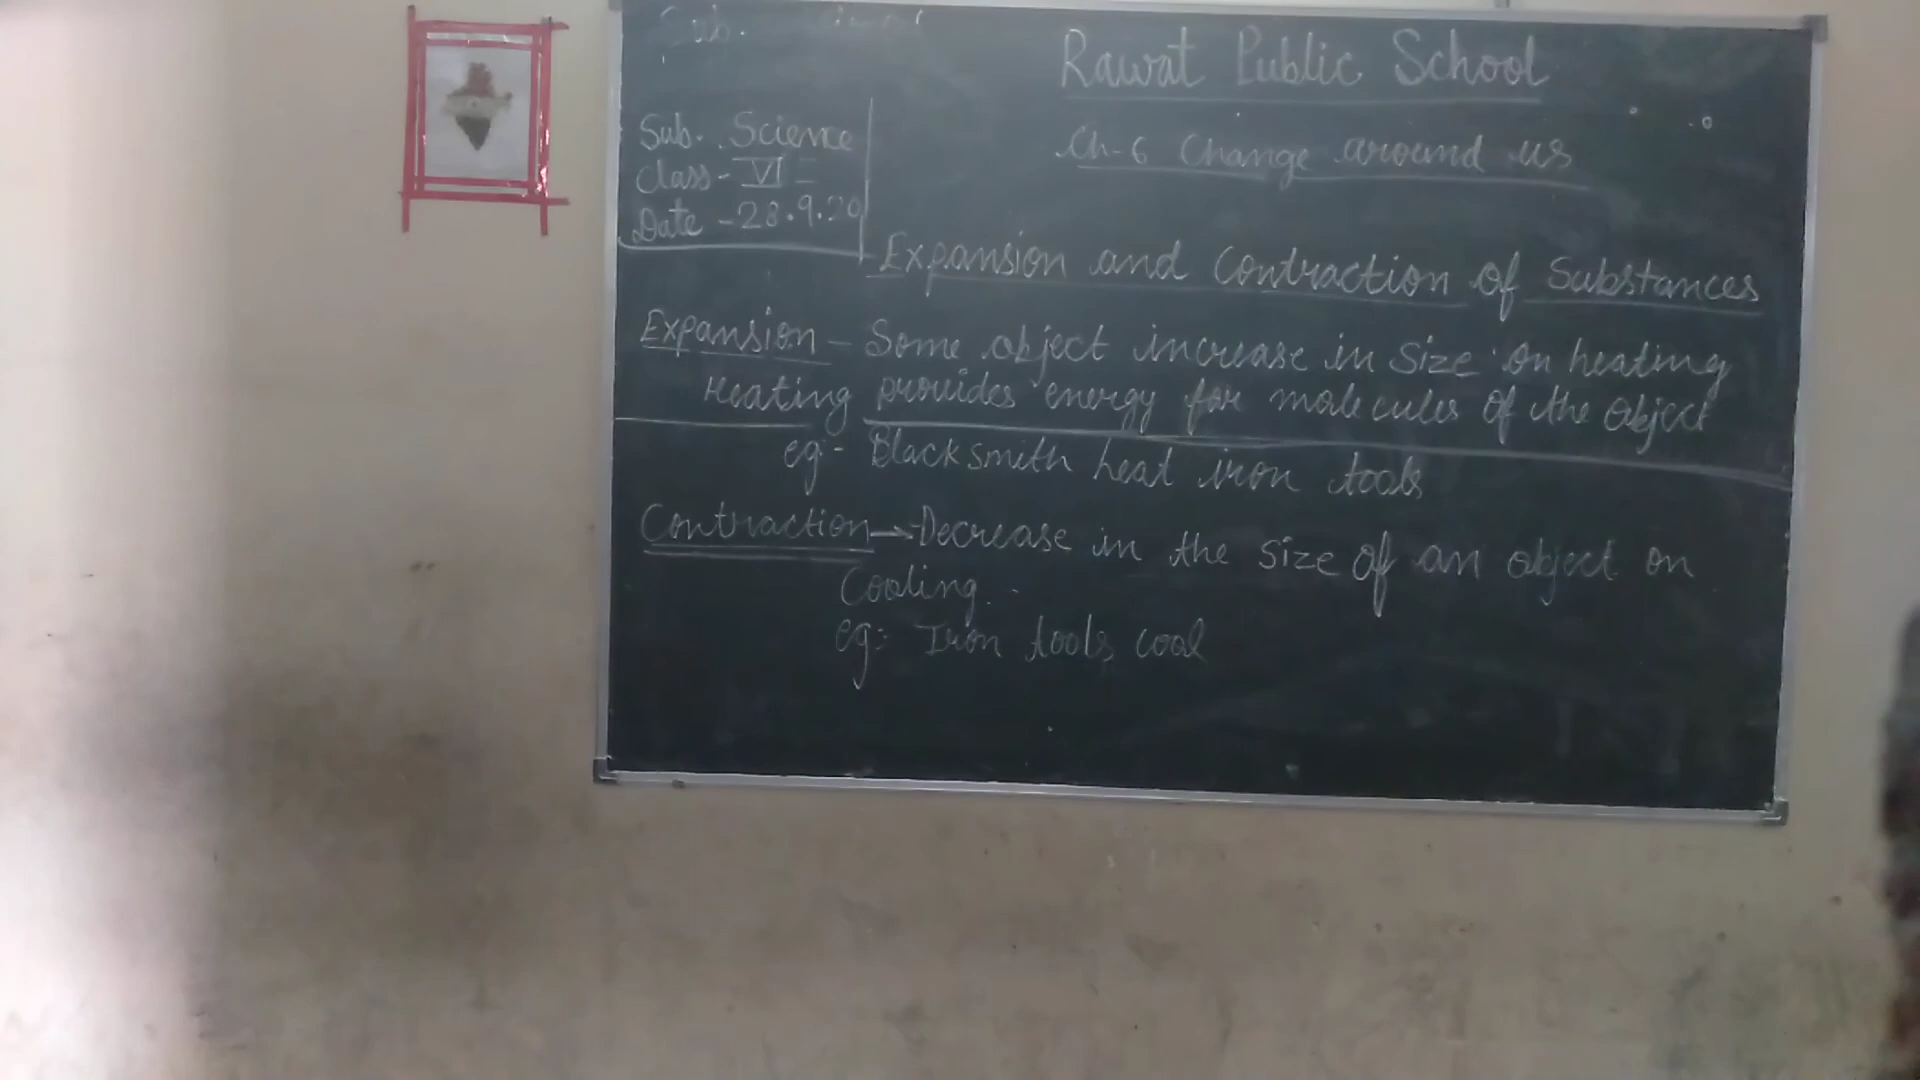 Sub.
Rawat Public School
Sub. Science
Class - VI
Date - 28.9.20
Ch-6 Change around us
Expansion and Contraction of Substances
Expansion - Some object increase in size on heating
Heating provides energy for molecules of the object
eg:- Blacksmith heat iron tools
Contraction → Decrease in the size of an object on
Cooling.
eg:- Iron tools cool